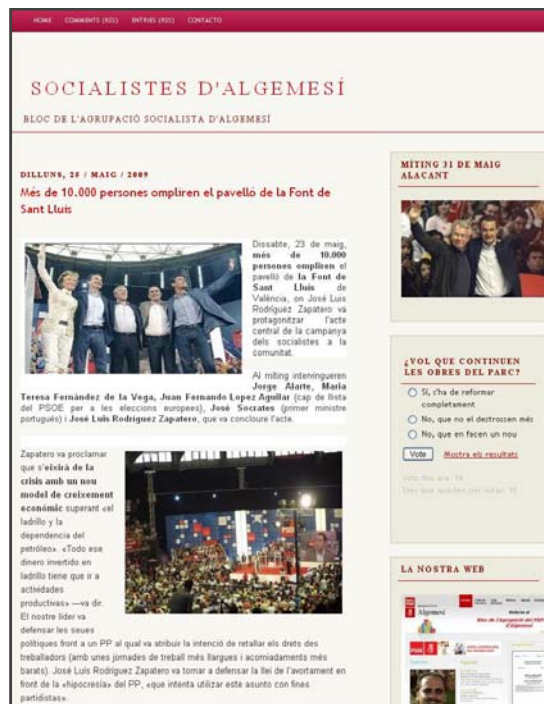 HOME COMMENTS (RSS) ENTRIES (RSS) CONTACTO
SOCIALISTES D'ALGEMESÍ
BLOC DE L'AGRUPACIÓ SOCIALISTA D'ALGEMESÍ
DILLUNS, 25 / MAIG / 2009
Més de 10.000 persones ompliren el pavelló de la Font de
Sant Lluís
Dissabte, 23 de maig,
més de 10.000
persones ompliren el
pavelló de la Font de
Sant Lluís de
València, on José Luis
Rodríguez Zapatero va
protagonitzar l'acte
central de la campanya
dels socialistes a la
comunitat.
Al míting intervingueren
Jorge Alarte, Maria
Teresa Fernández de la Vega, Juan Fernando Lopez Aguilar (cap de llista
del PSOE per a les eleccions europees), José Socrates (primer ministre
portugués) i José Luis Rodríguez Zapatero, que va concloure l'acte.
Zapatero va proclamar
que s'eixirà de la
crisis amb un nou
model de creixement
econòmic superant «el
ladrillo y la
dependencia del
petróleo». «Todo ese
dinero invertido en
ladrillo tiene que ir a
actividades
productivas» —va dir.
El nostre líder va
defensar les seues
polítiques front a un PP al qual va atribuir la intenció de retallar els drets dels
treballadors (amb unes jornades de treball més llargues i acomiadaments més
barats). José Luis Rodríguez Zapatero va tornar a defensar la llei de l'avortament en
front de la «hipocresía» del PP, «que intenta utilizar este asunto con fines
partidistas».
MÍTING 31 DE MAIG
ALACANT
¿VOL QUE CONTINUEN
LES OBRES DEL PARC?
Sí, s'ha de reformar
completament
No, que no el destrossen més
No, que en facen un nou
Vote Mostra els resultats
LA NOSTRA WEB
Algemesí